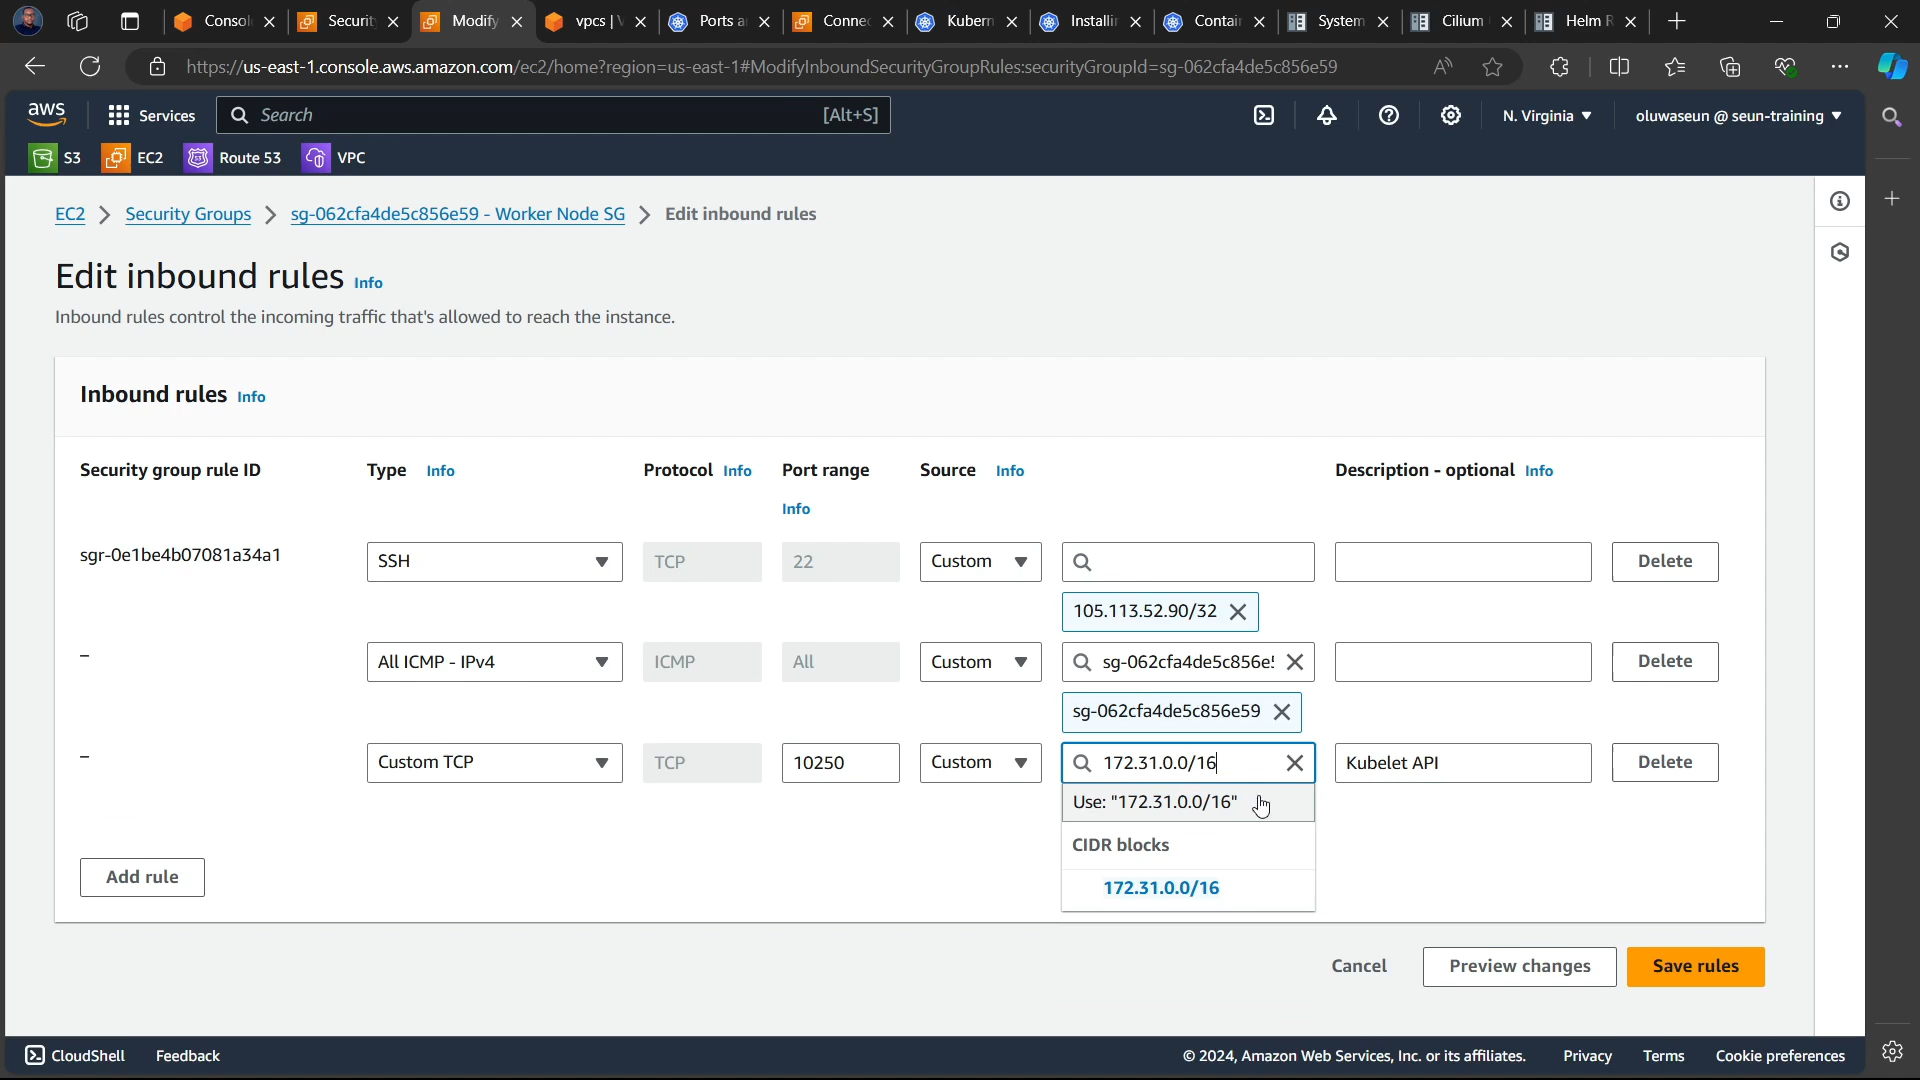 Consol
Security
Modify
vpcs | V
Ports a
Connec
Kubern
Installin
Contain
System
Cilium
Helm R
https://us-east-1.console.aws.amazon.com/ec2/home?region=us-east-1#ModifyInboundSecurityGroupRules:securityGroupId=sg-062cfa4de5c856e59
aws
Services
Search
[Alt+S]
N. Virginia
oluwaseun @ seun-training
S3
EC2
Route 53
VPC
EC2 > Security Groups > sg-062cfa4de5c856e59 - Worker Node SG > Edit inbound rules
Edit inbound rules Info
Inbound rules control the incoming traffic that's allowed to reach the instance.
Inbound rules Info
Security group rule ID
Type Info
Protocol Info
Port range
Info
Source Info
Description - optional Info
sgr-0e1be4b07081a34a1
SSH
TCP
22
Custom
Delete
105.113.52.90/32
–
All ICMP - IPv4
ICMP
All
Custom
sg-062cfa4de5c856e!
Delete
sg-062cfa4de5c856e59
–
Custom TCP
TCP
10250
Custom
172.31.0.0/16
Kubelet API
Delete
Use: "172.31.0.0/16"
CIDR blocks
172.31.0.0/16
Add rule
Cancel
Preview changes
Save rules
CloudShell
Feedback
© 2024, Amazon Web Services, Inc. or its affiliates.
Privacy
Terms
Cookie preferences